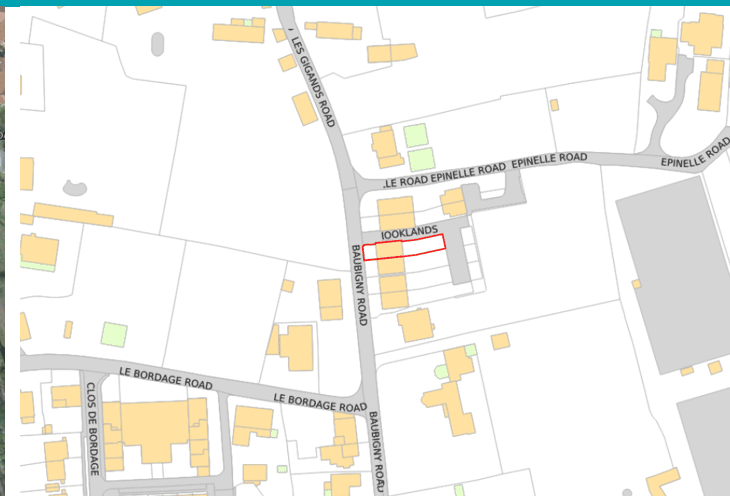 LES GIGANDS ROAD
.LE ROAD EPINELLE ROAD EPINELLE ROAD
EPINELLE ROAD
IOOKLANDS
BAUBIGNY ROAD
LE BORDAGE ROAD
LE BORDAGE ROAD
CLOS DE BORDAGE
BAUBIGNY ROAD